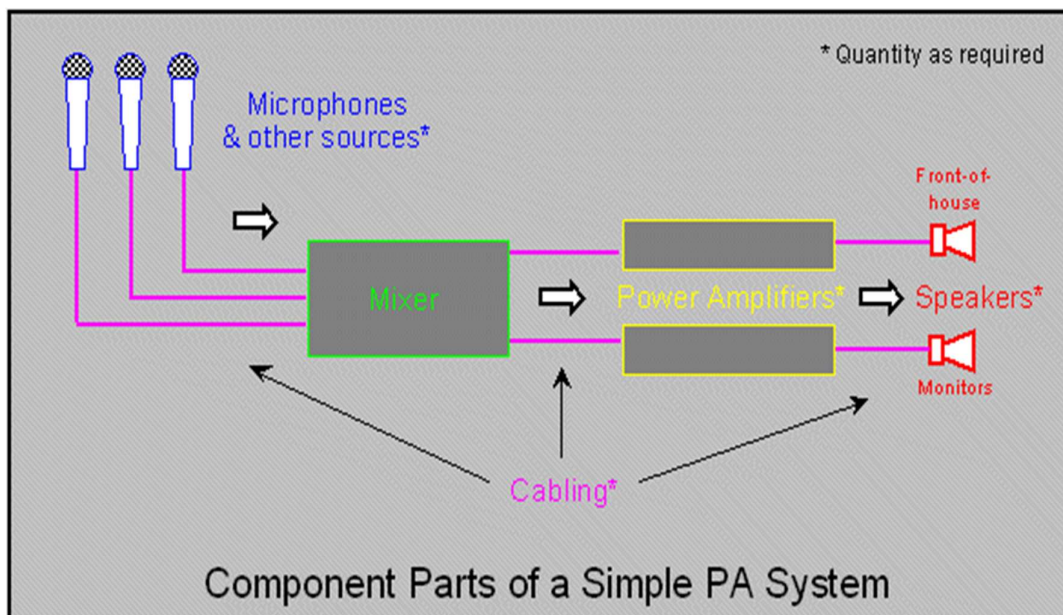 * Quantity as required
Microphones
& other sources*
Front-of-
house
Mixer
Power Amplifiers*
Speakers*
Monitors
Cabling*
Component Parts of a Simple PA System